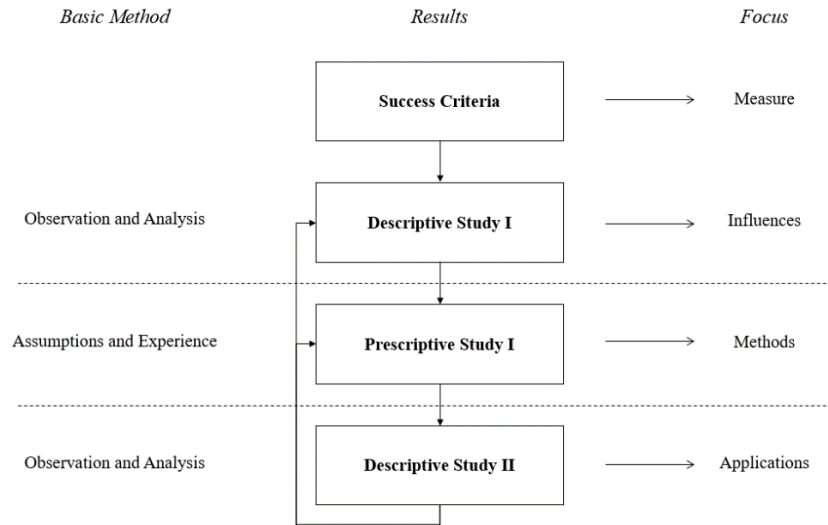 Basic Method Results Focus
Success Criteria Measure
Observation and Analysis Descriptive Study I Influences
Assumptions and Experience Prescriptive Study I Methods
Observation and Analysis Descriptive Study II Applications